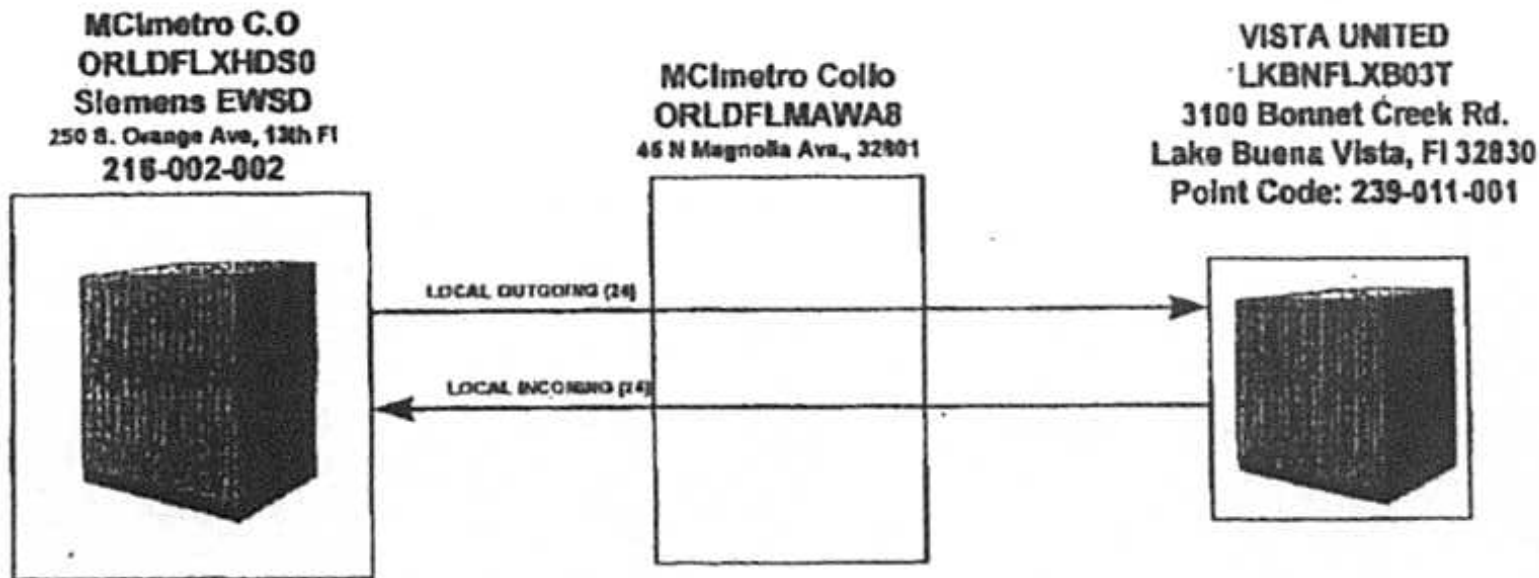 MCImetro C.O
ORLDFLXHDS0
Siemens EWSD
250 S. Orange Ave, 13th Fl
216-002-002
MCImetro Collo
ORLDFLMAWA8
45 N Magnolia Ave., 32801
VISTA UNITED
LKBNFLXB03T
3100 Bonnet Creek Rd.
Lake Buena Vista, Fl 32830
Point Code: 239-011-001
LOCAL OUTGOING (24)
LOCAL INCOMING (24)